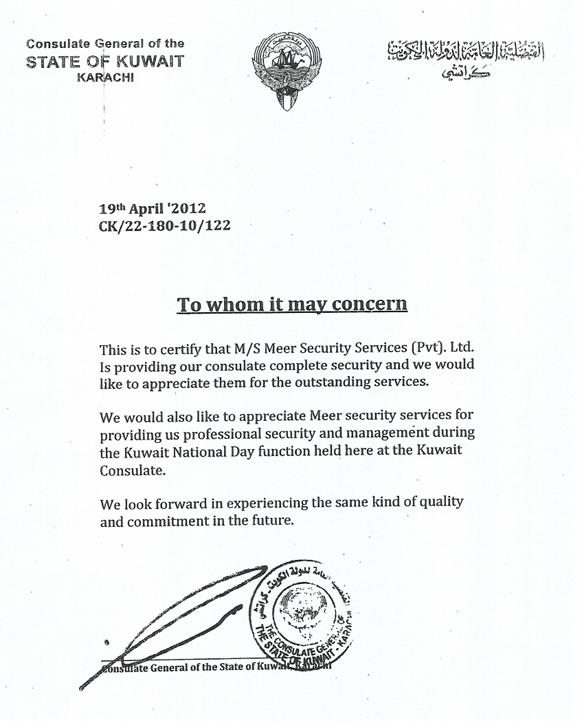 Consulate General of the
STATE OF KUWAIT
KARACHI
القنصلية العامة لدولة الكويت
كراتشي
19th April '2012
CK/22-180-10/122
To whom it may concern
This is to certify that M/S Meer Security Services (Pvt). Ltd.
Is providing our consulate complete security and we would
like to appreciate them for the outstanding services.
We would also like to appreciate Meer security services for
providing us professional security and management during
the Kuwait National Day function held here at the Kuwait
Consulate.
We look forward in experiencing the same kind of quality
and commitment in the future.
القنصلية العامة لدولة الكويت - كراتشي
THE CONSULATE GENERAL OF
THE STATE OF KUWAIT - KARACHI
Consulate General of the State of Kuwait, Karachi